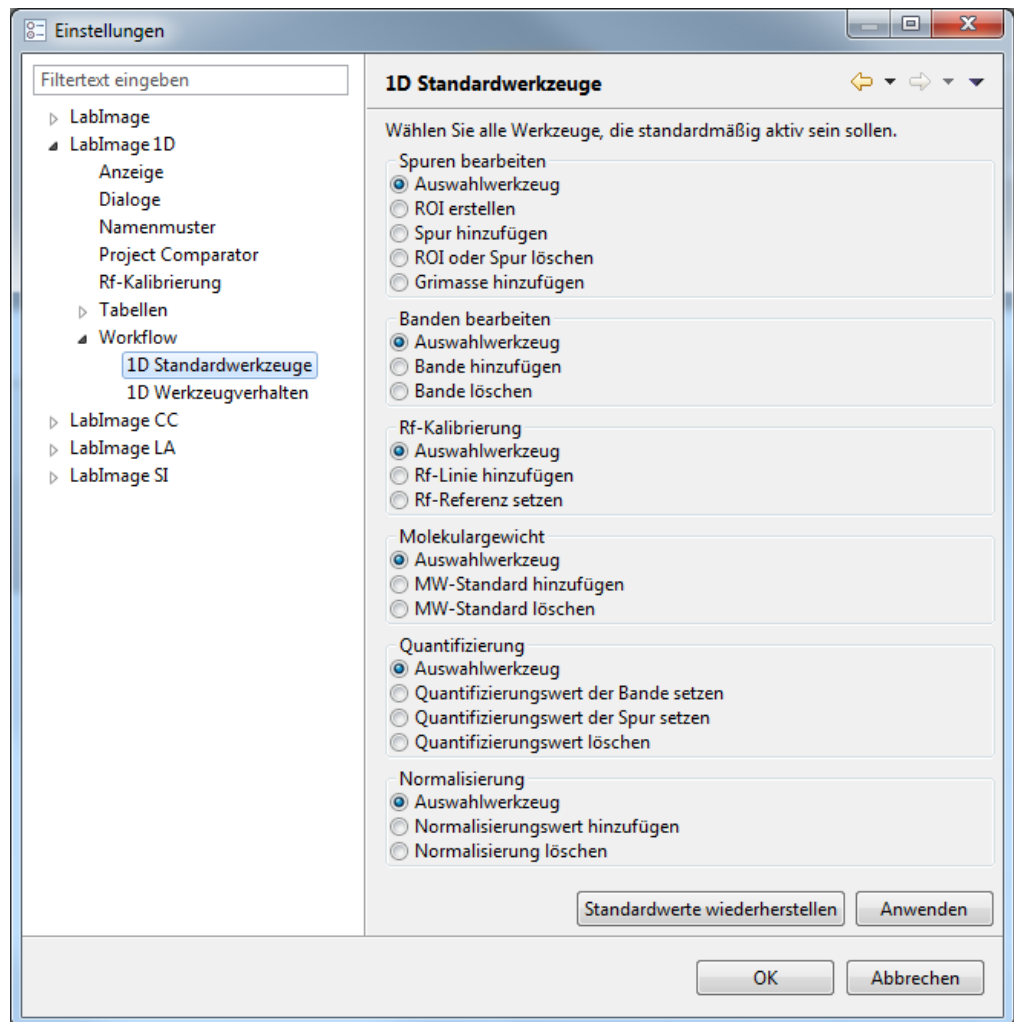 Einstellungen
Filtertext eingeben
LabImage
LabImage 1D
Anzeige
Dialoge
Namenmuster
Project Comparator
Rf-Kalibrierung
Tabellen
Workflow
1D Standardwerkzeuge
1D Werkzeugverhalten
LabImage CC
LabImage LA
LabImage SI
1D Standardwerkzeuge
Wählen Sie alle Werkzeuge, die standardmäßig aktiv sein sollen.
Spuren bearbeiten
Auswahlwerkzeug
ROI erstellen
Spur hinzufügen
ROI oder Spur löschen
Grimasse hinzufügen
Banden bearbeiten
Auswahlwerkzeug
Bande hinzufügen
Bande löschen
Rf-Kalibrierung
Auswahlwerkzeug
Rf-Linie hinzufügen
Rf-Referenz setzen
Molekulargewicht
Auswahlwerkzeug
MW-Standard hinzufügen
MW-Standard löschen
Quantifizierung
Auswahlwerkzeug
Quantifizierungswert der Bande setzen
Quantifizierungswert der Spur setzen
Quantifizierungswert löschen
Normalisierung
Auswahlwerkzeug
Normalisierungswert hinzufügen
Normalisierung löschen
Standardwerte wiederherstellen
Anwenden
OK
Abbrechen